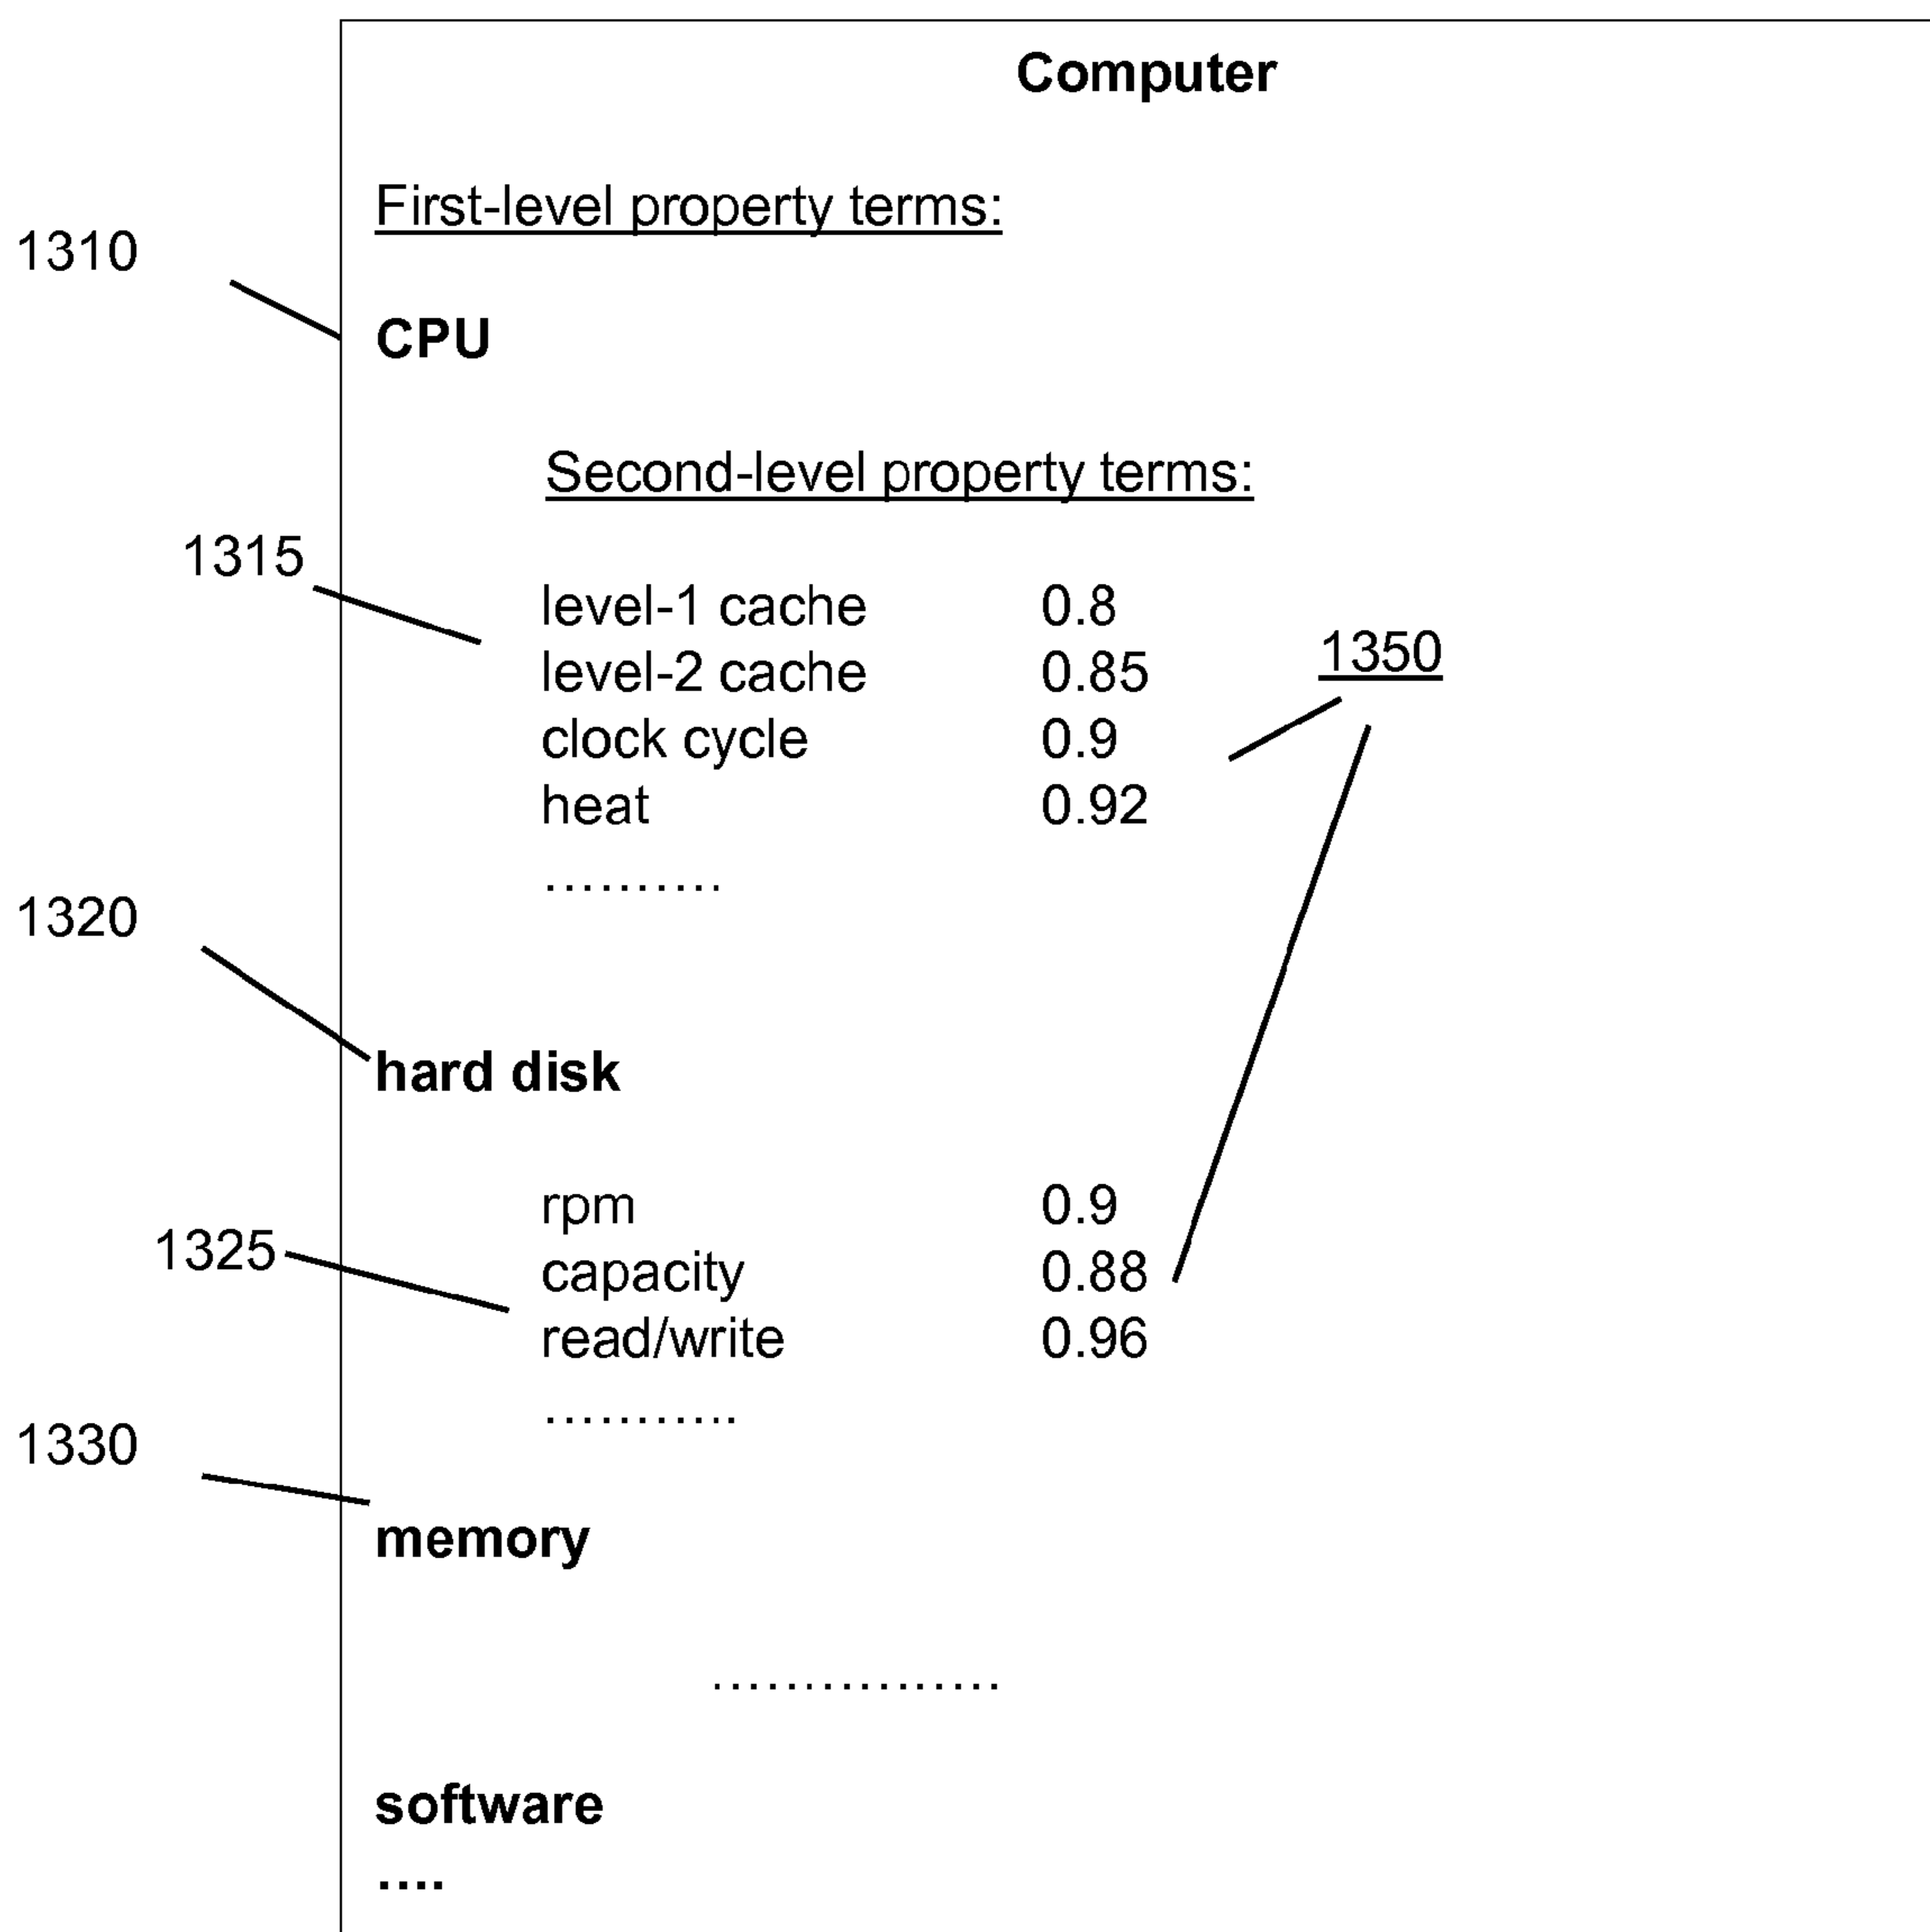 Computer
First-level property terms:
1310
CPU
Second-level property terms:
1315
level-1 cache 0.8
1350
level-2 cache 0.85
clock cycle 0.9
heat 0.92
..........
1320
hard disk
rpm 0.9
1325
capacity 0.88
read/write 0.96
...........
1330
memory
................
software
....